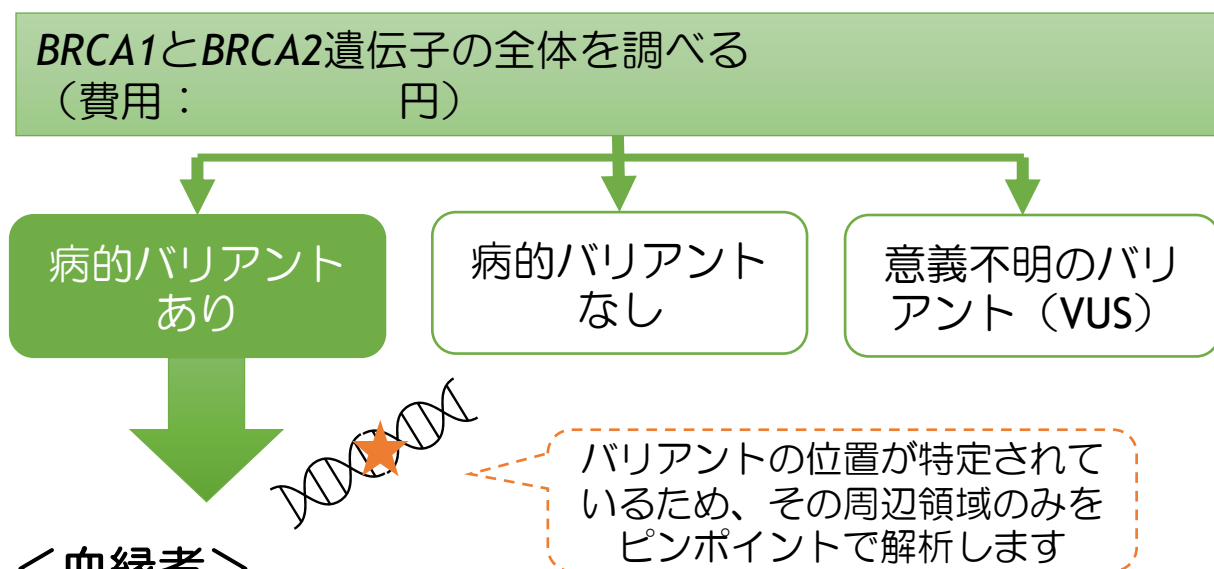 BRCA1とBRCA2遺伝子の全体を調べる
（費用：　　　　　円）
病的バリアント
あり
病的バリアント
なし
意義不明のバリ
アント（VUS）
バリアントの位置が特定されて
いるため、その周辺領域のみを
ピンポイントで解析します
＜血縁者＞